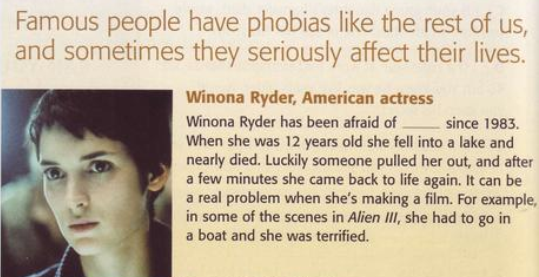 Famous people have phobias like the rest of us,
and sometimes they seriously affect their lives.
Winona Ryder, American actress
Winona Ryder has been afraid of _____ since 1983.
When she was 12 years old she fell into a lake and
nearly died. Luckily someone pulled her out, and after
a few minutes she came back to life again. It can be
a real problem when she's making a film. For example,
in some of the scenes in Alien III, she had to go in
a boat and she was terrified.